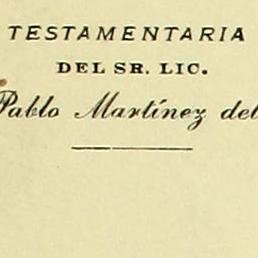 TESTAMENTARIA
DEL SR. LIC.
Pablo Martínez del